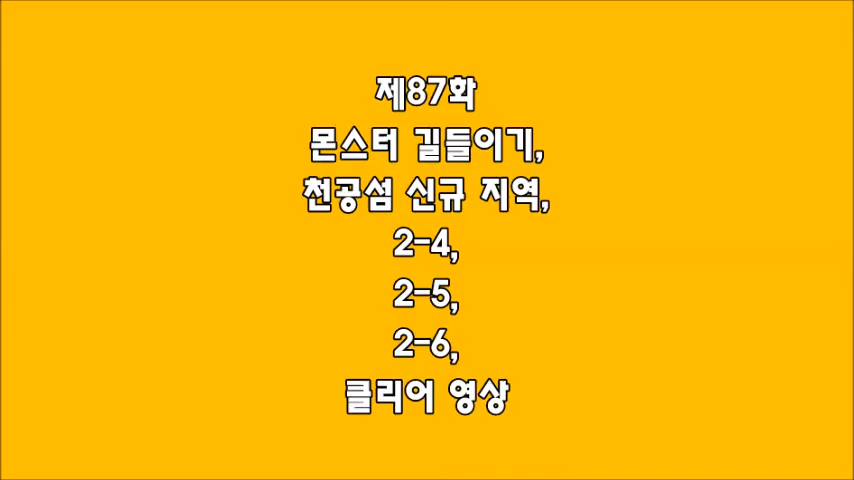 제87화
몬스터 길들이기,
천공섬 신규 지역,
2-4,
2-5,
2-6,
클리어 영상